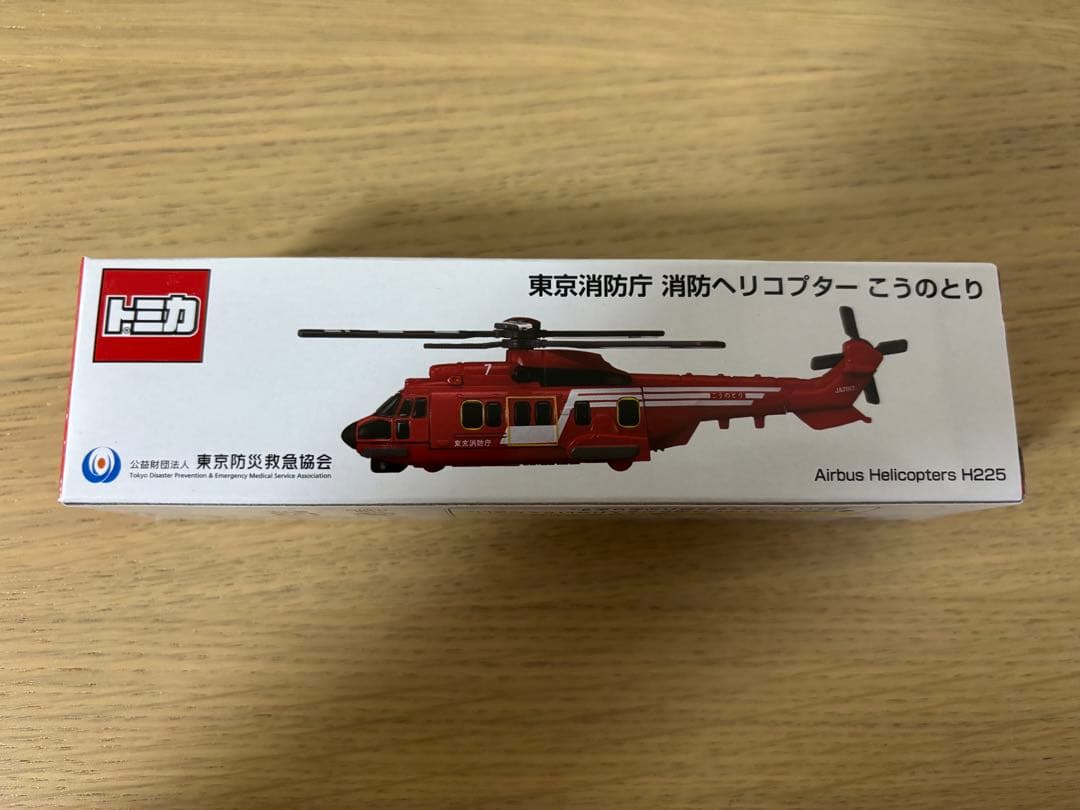 トミカ
東京消防庁 消防ヘリコプター こうのとり
7
こうのとり
東京消防庁
公益財団法人 東京防災救急協会
Tokyo Disaster Prevention & Emergency Medical Service Association
Airbus Helicopters H225